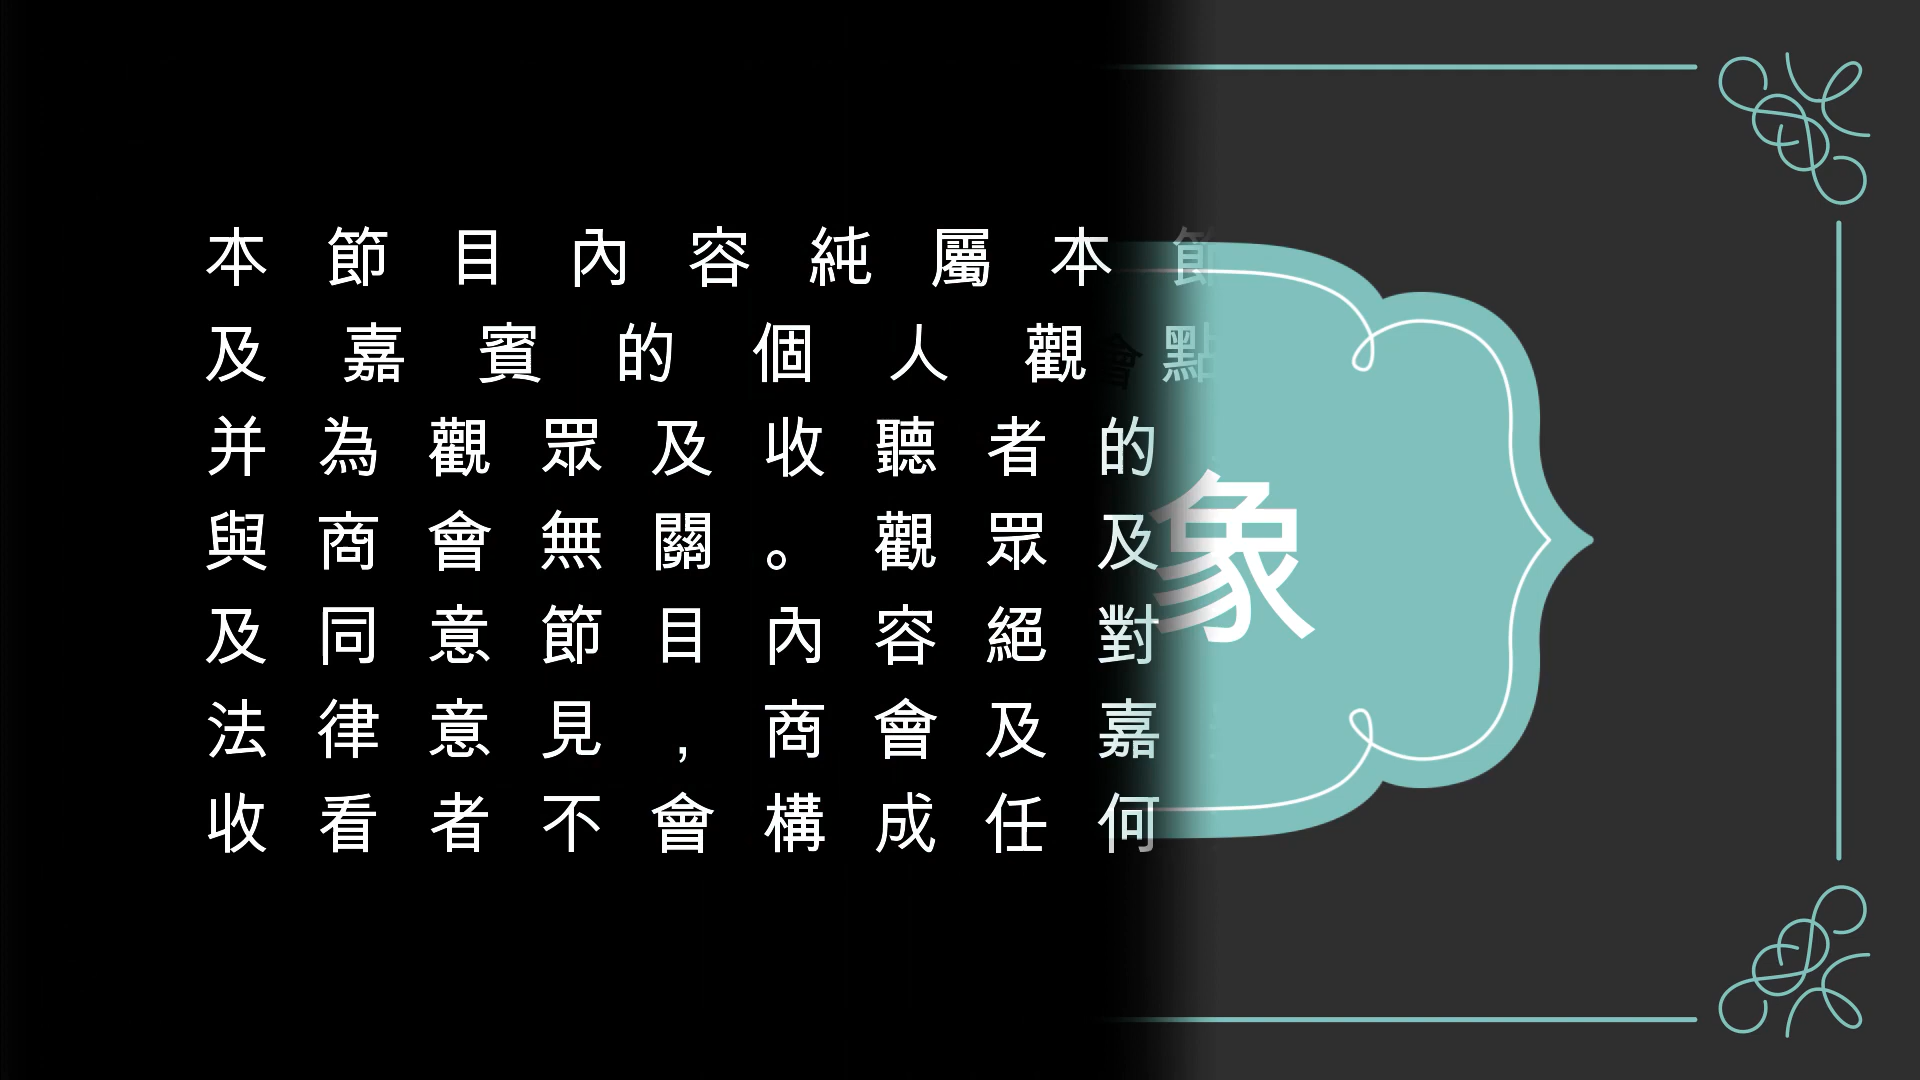 本節目內容純屬本節
及嘉賓的個人觀點
并為觀眾及收聽者的
與商會無關。觀眾及
及同意節目內容絕對
法律意見,商會及嘉
收看者不會構成任何
象